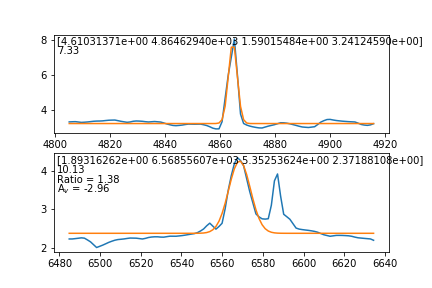 [4.61031371e+00 4.86462940e+03 1.59015484e+00 3.24124590e+00]
7.33
8
6
4
4800 4820 4840 4860 4880 4900 4920
[1.89316262e+00 6.56855607e+03 5.35253624e+00 2.37188108e+00]
10.13
Ratio = 1.38
Av = -2.96
4
3
2
6480 6500 6520 6540 6560 6580 6600 6620 6640